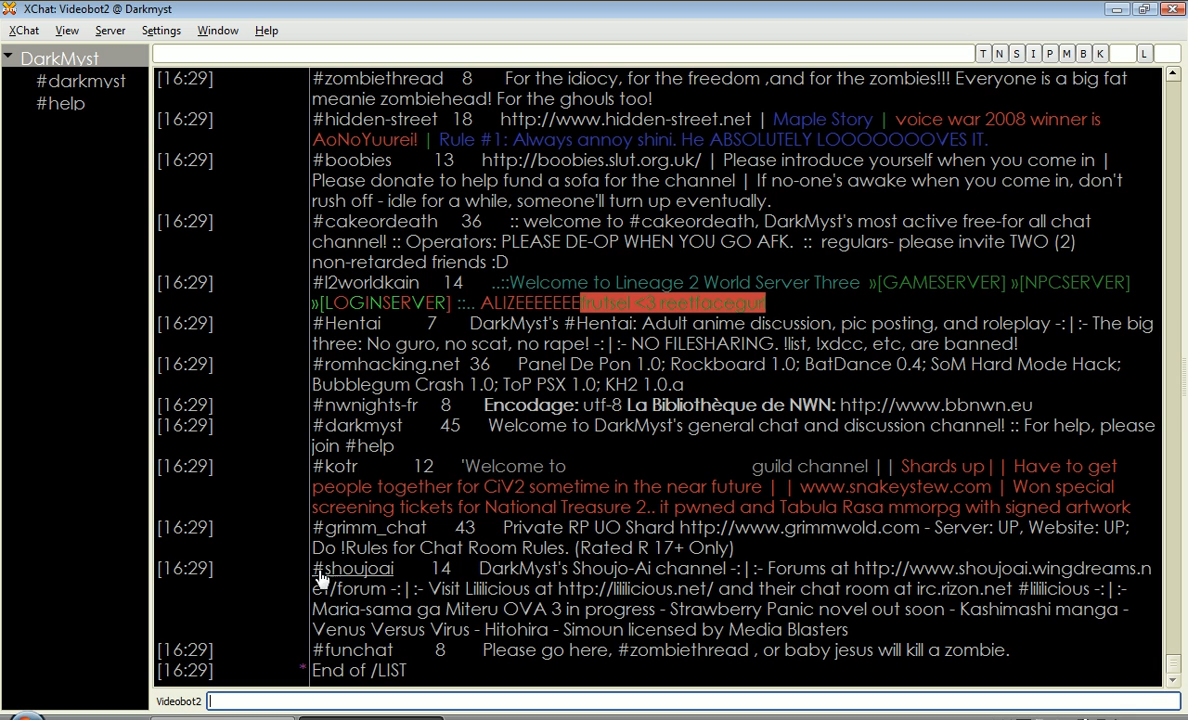 XChat: Videobot2 @ Darkmyst
XChat View Server Settings Window Help
DarkMyst
#darkmyst
#help
T N S I P M B K L
[16:29] #zombiethread 8 For the idiocy, for the freedom ,and for the zombies!!! Everyone is a big fat
meanie zombiehead! For the ghouls too!
[16:29] #hidden-street 18 http://www.hidden-street.net | Maple Story | voice war 2008 winner is
AoNoYuurei! | Rule #1: Always annoy shini. He ABSOLUTELY LOOOOOOOVES IT.
[16:29] #boobies 13 http://boobies.slut.org.uk/ | Please introduce yourself when you come in |
Please donate to help fund a sofa for the channel | If no-one's awake when you come in, don't
rush off - idle for a while, someone'll turn up eventually.
[16:29] #cakeordeath 36 :: welcome to #cakeordeath, DarkMyst's most active free-for all chat
channel! :: Operators: PLEASE DE-OP WHEN YOU GO AFK. :: regulars- please invite TWO (2)
non-retarded friends :D
[16:29] #l2worldkain 14 ..::Welcome to Lineage 2 World Server Three »[GAMESERVER] »[NPCSERVER]
»[LOGINSERVER] ::.. ALIZEEEEEEE frutsel <3 reetfacegurl
[16:29] #Hentai 7 DarkMyst's #Hentai: Adult anime discussion, pic posting, and roleplay -:|:- The big
three: No guro, no scat, no rape! -:|:- NO FILESHARING. !list, !xdcc, etc, are banned!
[16:29] #romhacking.net 36 Panel De Pon 1.0; Rockboard 1.0; BatDance 0.4; SoM Hard Mode Hack;
Bubblegum Crash 1.0; ToP PSX 1.0; KH2 1.0.a
[16:29] #nwnights-fr 8 Encodage: utf-8 La Bibliothèque de NWN: http://www.bbnwn.eu
[16:29] #darkmyst 45 Welcome to DarkMyst's general chat and discussion channel! :: For help, please
join #help
[16:29] #kotr 12 'Welcome to guild channel || Shards up|| Have to get
people together for CiV2 sometime in the near future | | www.snakeystew.com | Won special
screening tickets for National Treasure 2.. it pwned and Tabula Rasa mmorpg with signed artwork
[16:29] #grimm_chat 43 Private RP UO Shard http://www.grimmwold.com - Server: UP, Website: UP;
Do !Rules for Chat Room Rules. (Rated R 17+ Only)
[16:29] #shoujoai 14 DarkMyst's Shoujo-Ai channel -:|:- Forums at http://www.shoujoai.wingdreams.n
et/forum -:|:- Visit Lililicious at http://lililicious.net/ and their chat room at irc.rizon.net #lililicious -:|:-
Maria-sama ga Miteru OVA 3 in progress - Strawberry Panic novel out soon - Kashimashi manga -
Venus Versus Virus - Hitohira - Simoun licensed by Media Blasters
[16:29] #funchat 8 Please go here, #zombiethread , or baby jesus will kill a zombie.
[16:29] * End of /LIST
Videobot2